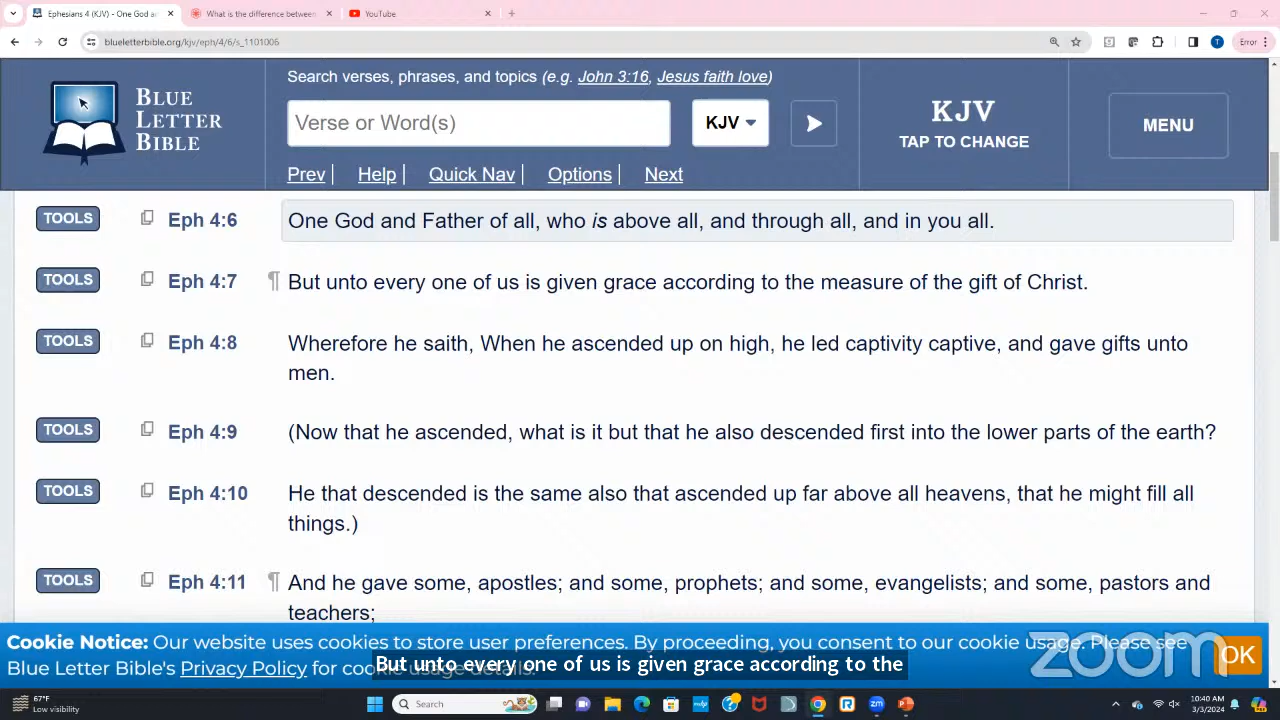 Ephesians 4 (KJV) - One God a
What is the difference between
YouTube
blueletterbible.org/kjv/eph/4/6/s_1101006
Error
BLUE
LETTER
BIBLE
Search verses, phrases, and topics (e.g. John 3:16, Jesus faith love)
Verse or Word(s)
KJV
KJV
TAP TO CHANGE
MENU
Prev | Help | Quick Nav | Options | Next
TOOLS Eph 4:6 One God and Father of all, who is above all, and through all, and in you all.
TOOLS Eph 4:7 ¶ But unto every one of us is given grace according to the measure of the gift of Christ.
TOOLS Eph 4:8 Wherefore he saith, When he ascended up on high, he led captivity captive, and gave gifts unto
men.
TOOLS Eph 4:9 (Now that he ascended, what is it but that he also descended first into the lower parts of the earth?
TOOLS Eph 4:10 He that descended is the same also that ascended up far above all heavens, that he might fill all
things.)
TOOLS Eph 4:11 ¶ And he gave some, apostles; and some, prophets; and some, evangelists; and some, pastors and
teachers;
Cookie Notice: Our website uses cookies to store user preferences. By proceeding, you consent to our cookie usage. Please see
Blue Letter Bible's Privacy Policy for cookie usage details.
OK
zoom
But unto every one of us is given grace according to the
67°F
Low visibility
Search
10:40 AM
3/3/2024